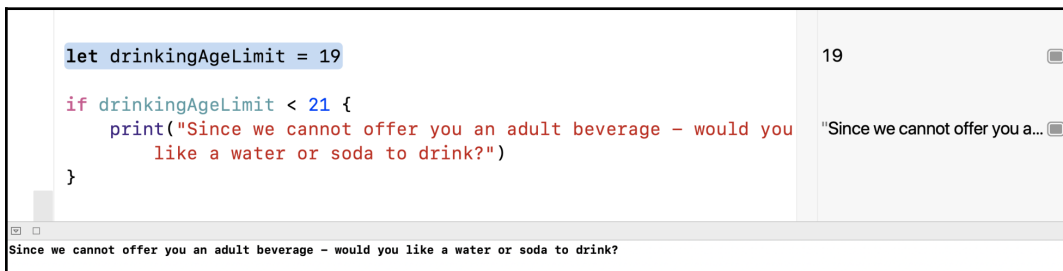 let drinkingAgeLimit = 19
19
if drinkingAgeLimit < 21 {
print("Since we cannot offer you an adult beverage – would you
"Since we cannot offer you a...
like a water or soda to drink?")
}
Since we cannot offer you an adult beverage – would you like a water or soda to drink?